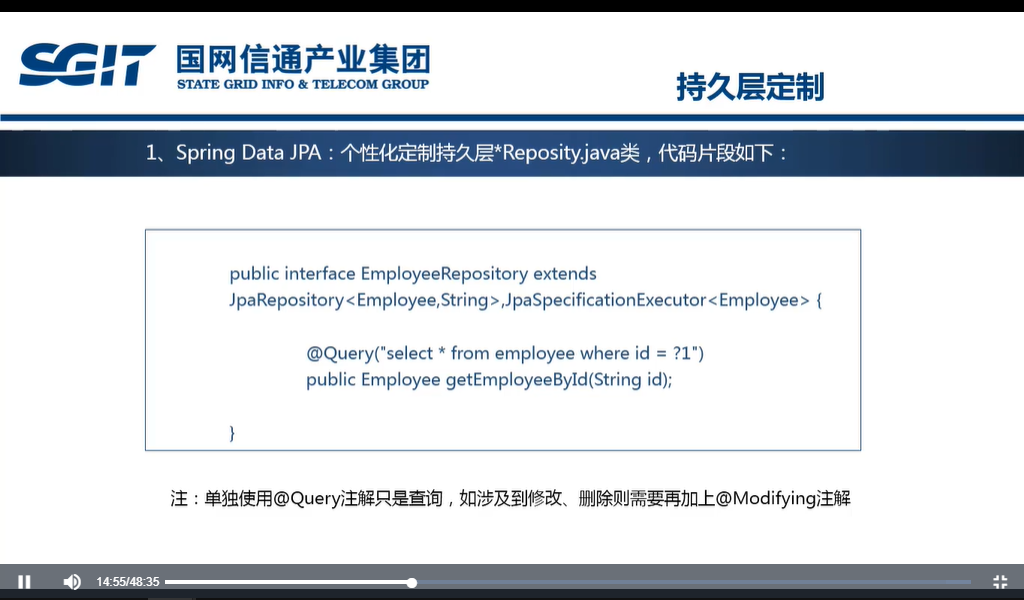 SGIT 国网信通产业集团
STATE GRID INFO & TELECOM GROUP
持久层定制
1、Spring Data JPA：个性化定制持久层*Reposity.java类，代码片段如下：
public interface EmployeeRepository extends
JpaRepository<Employee,String>,JpaSpecificationExecutor<Employee> {
@Query("select * from employee where id = ?1")
public Employee getEmployeeById(String id);
}
注：单独使用@Query注解只是查询，如涉及到修改、删除则需要再加上@Modifying注解
14:55/48:35